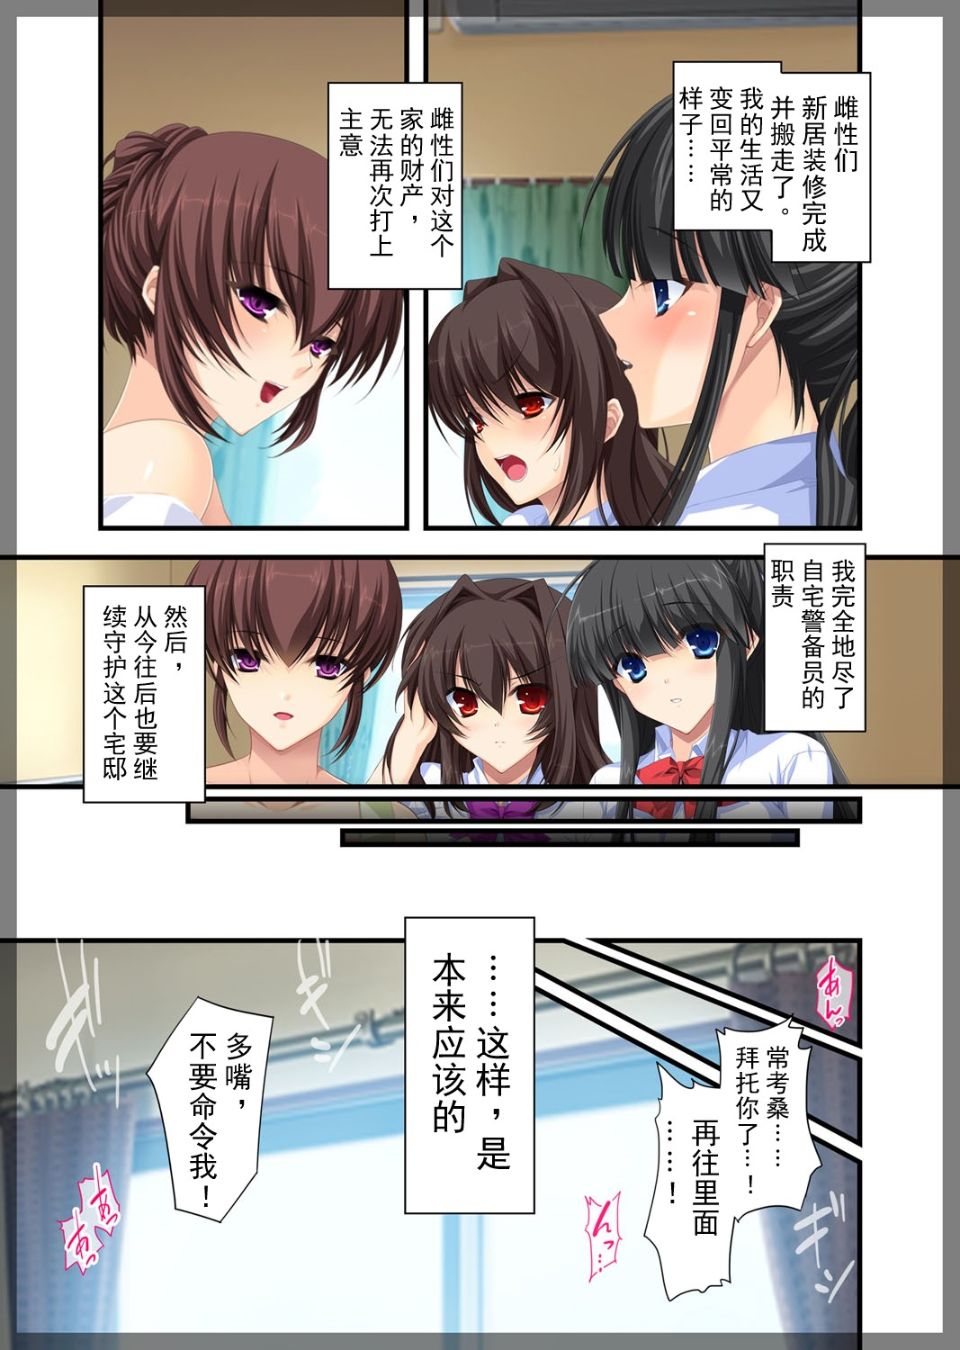 雌性们
新居装修完成
并搬走了。
我的生活又
变回平常的
样子……
雌性们对这个
家的财产，
无法再次打上
主意
我完全地尽了
自宅警备员的
职责
然后，
从今往后也要继
续守护这个宅邸
あんっ
常考桑……
拜托你了…！
再往里面
……！
……这样，是
本来应该的
ギシ
んっ…
ギシ
多嘴，
不要命令我！
ギシ
あっ
あっ